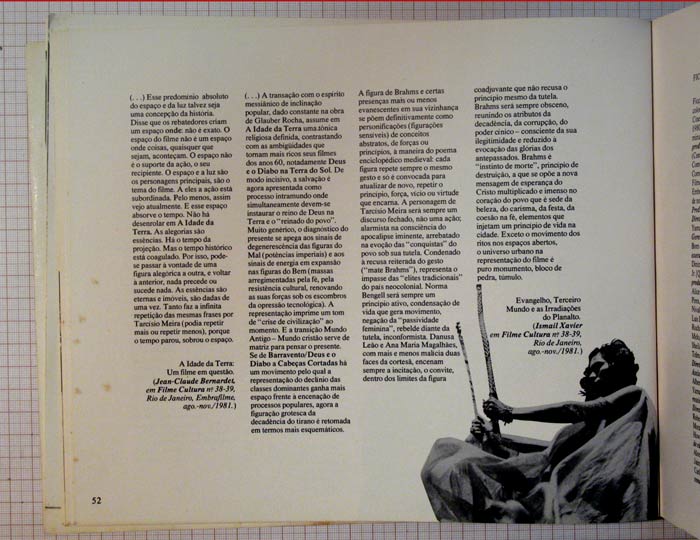 (. . .) Esse predomínio absoluto
do espaço e da luz talvez seja
uma concepção da história.
Disse que os rebatedores criam
um espaço onde: não é exato. O
espaço do filme não é um espaço
onde coisas, quaisquer que
sejam, aconteçam. O espaço não
é o suporte da ação, o seu
recipiente. O espaço e a luz são
os personagens principais, são o
tema do filme. A eles a ação está
subordinada. Pelo menos, assim
vejo atualmente. E esse espaço
absorve o tempo. Não há
desenrolar em A Idade da
Terra. As alegorias são
essências. Há o tempo da
projeção. Mas o tempo histórico
está coagulado. Por isso, pode-
se passar à vontade de uma
figura alegórica a outra, e voltar
à anterior, nada precede ou
sucede nada. As essências são
eternas e imóveis, são dadas de
uma vez. Tanto faz a infinita
repetição das mesmas frases por
Tarcísio Meira (podia repetir
mais ou repetir menos), porque
o tempo parou, sobrou o espaço.
A Idade da Terra:
Um filme em questão.
(Jean-Claude Bernardet,
em Filme Cultura nº 38-39,
Rio de Janeiro, Embrafilme,
ago.-nov./1981.)
(. . .) A transação com o espírito
messiânico de inclinação
popular, dado constante na obra
de Glauber Rocha, assume em
A Idade da Terra uma tônica
religiosa definida, contrastando
com as ambigüidades que
tornam mais ricos seus filmes
dos anos 60, notadamente Deus
e o Diabo na Terra do Sol. De
modo incisivo, a salvação é
agora apresentada como
processo intramundo onde
simultaneamente devem-se
instaurar o reino de Deus na
Terra e o "reinado do povo".
Muito genérico, o diagnóstico do
presente se apega aos sinais de
degenerescência das figuras do
Mal (potências imperiais) e aos
sinais de energia em expansão
nas figuras do Bem (massas
arregimentadas pela fé, pela
resistência cultural, renovando
as suas forças sob os escombros
da opressão tecnológica). A
representação imprime um tom
de "crise de civilização" ao
momento. E a transição Mundo
Antigo – Mundo cristão serve de
matriz para pensar o presente.
Se de Barravento/Deus e o
Diabo a Cabeças Cortadas há
um movimento pelo qual a
representação do declínio das
classes dominantes ganha mais
espaço frente à encenação de
processos populares, agora a
figuração grotesca da
decadência do tirano é retomada
em termos mais esquemáticos.
A figura de Brahms e certas
presenças mais ou menos
evanescentes em sua vizinhança
se põem definitivamente como
personificações (figurações
sensíveis) de conceitos
abstratos, de forças ou
princípios, à maneira do poema
enciclopédico medieval: cada
figura repete sempre o mesmo
gesto e só é convocada para
atualizar de novo, repetir o
princípio, força, vício ou virtude
que encarna. A personagem de
Tarcísio Meira será sempre um
discurso fechado, não uma ação;
alarmista na consciência do
apocalipse iminente, arrebatado
na evoção das "conquistas" do
povo sob sua tutela. Condenado
à recusa reiterada do gesto
("mate Brahms"), representa o
impasse das "elites tradicionais"
do país neocolonial. Norma
Bengell será sempre um
princípio ativo, condensação de
vida que gera movimento,
negação da "passividade
feminina", rebelde diante da
tutela, inconformista. Danusa
Leão e Ana Maria Magalhães,
com mais e menos malícia duas
faces da cortesã, encenam
sempre a incitação, o convite,
dentro dos limites da figura
coadjuvante que não recusa o
princípio mesmo da tutela.
Brahms será sempre obsceno,
reunindo os atributos da
decadência, da corrupção, do
poder cínico – consciente da sua
ilegitimidade e reduzido à
evocação das glórias dos
antepassados. Brahms é
"instinto de morte", princípio de
destruição, a que se opõe a nova
mensagem de esperança do
Cristo multiplicado e imenso no
coração do povo que é sede da
beleza, do carisma, da festa, da
coesão na fé, elementos que
injetam um princípio de vida na
cidade. Exceto o movimento dos
ritos nos espaços abertos,
o universo urbano na
representação do filme é
puro monumento, bloco de
pedra, túmulo.
Evangelho, Terceiro
Mundo e as Irradiações
do Planalto.
(Ismail Xavier
em Filme Cultura nº 38-39,
Rio de Janeiro,
ago.-nov./1981.)
52